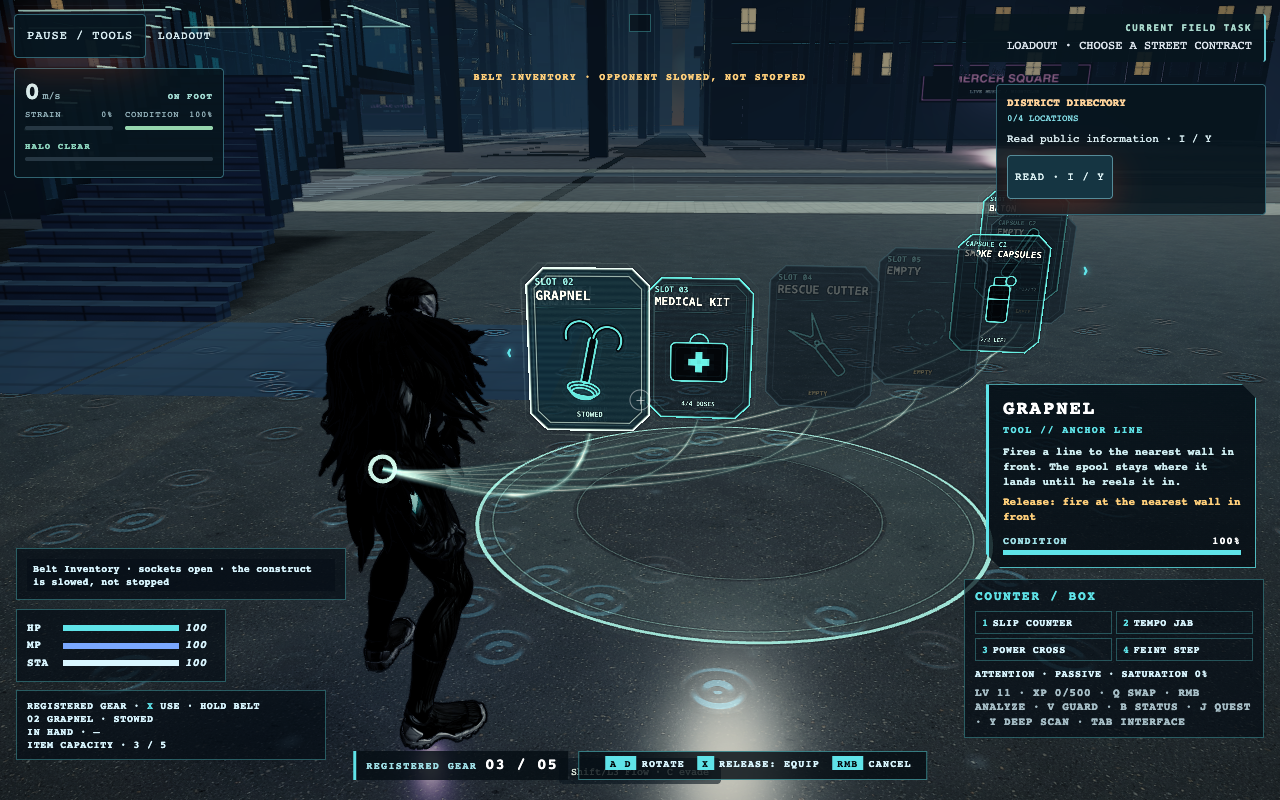 PAUSE / TOOLS
LOADOUT
0 m/s
ON FOOT
STRAIN 0%
CONDITION 100%
HALO CLEAR
BELT INVENTORY · OPPONENT SLOWED, NOT STOPPED
CURRENT FIELD TASK
LOADOUT · CHOOSE A STREET CONTRACT
MERCER SQUARE
DISTRICT DIRECTORY
0/4 LOCATIONS
Read public information · I / Y
READ · I / Y
SLOT 02
GRAPNEL
STOWED
SLOT 03
MEDICAL KIT
4/4 DOSES
SLOT 04
RESCUE CUTTER
EMPTY
SLOT 05
EMPTY
EMPTY
CAPSULE C2
EMPTY
CAPSULE C1
SMOKE CAPSULES
LEFT
GRAPNEL
TOOL // ANCHOR LINE
Fires a line to the nearest wall in
front. The spool stays where it
lands until he reels it in.
Release: fire at the nearest wall in
front
CONDITION 100%
Belt Inventory · sockets open · the construct
is slowed, not stopped
HP 100
MP 100
STA 100
REGISTERED GEAR · X USE · HOLD BELT
02 GRAPNEL · STOWED
IN HAND · —
ITEM CAPACITY · 3 / 5
COUNTER / BOX
1 SLIP COUNTER
2 TEMPO JAB
3 POWER CROSS
4 FEINT STEP
ATTENTION · PASSIVE · SATURATION 0%
LV 11 · XP 0/500 · Q SWAP · RMB
ANALYZE · V GUARD · B STATUS · J QUEST
· Y DEEP SCAN · TAB INTERFACE
REGISTERED GEAR 03 / 05
A D ROTATE X RELEASE: EQUIP RMB CANCEL
Shift/L3 Flow · C evade